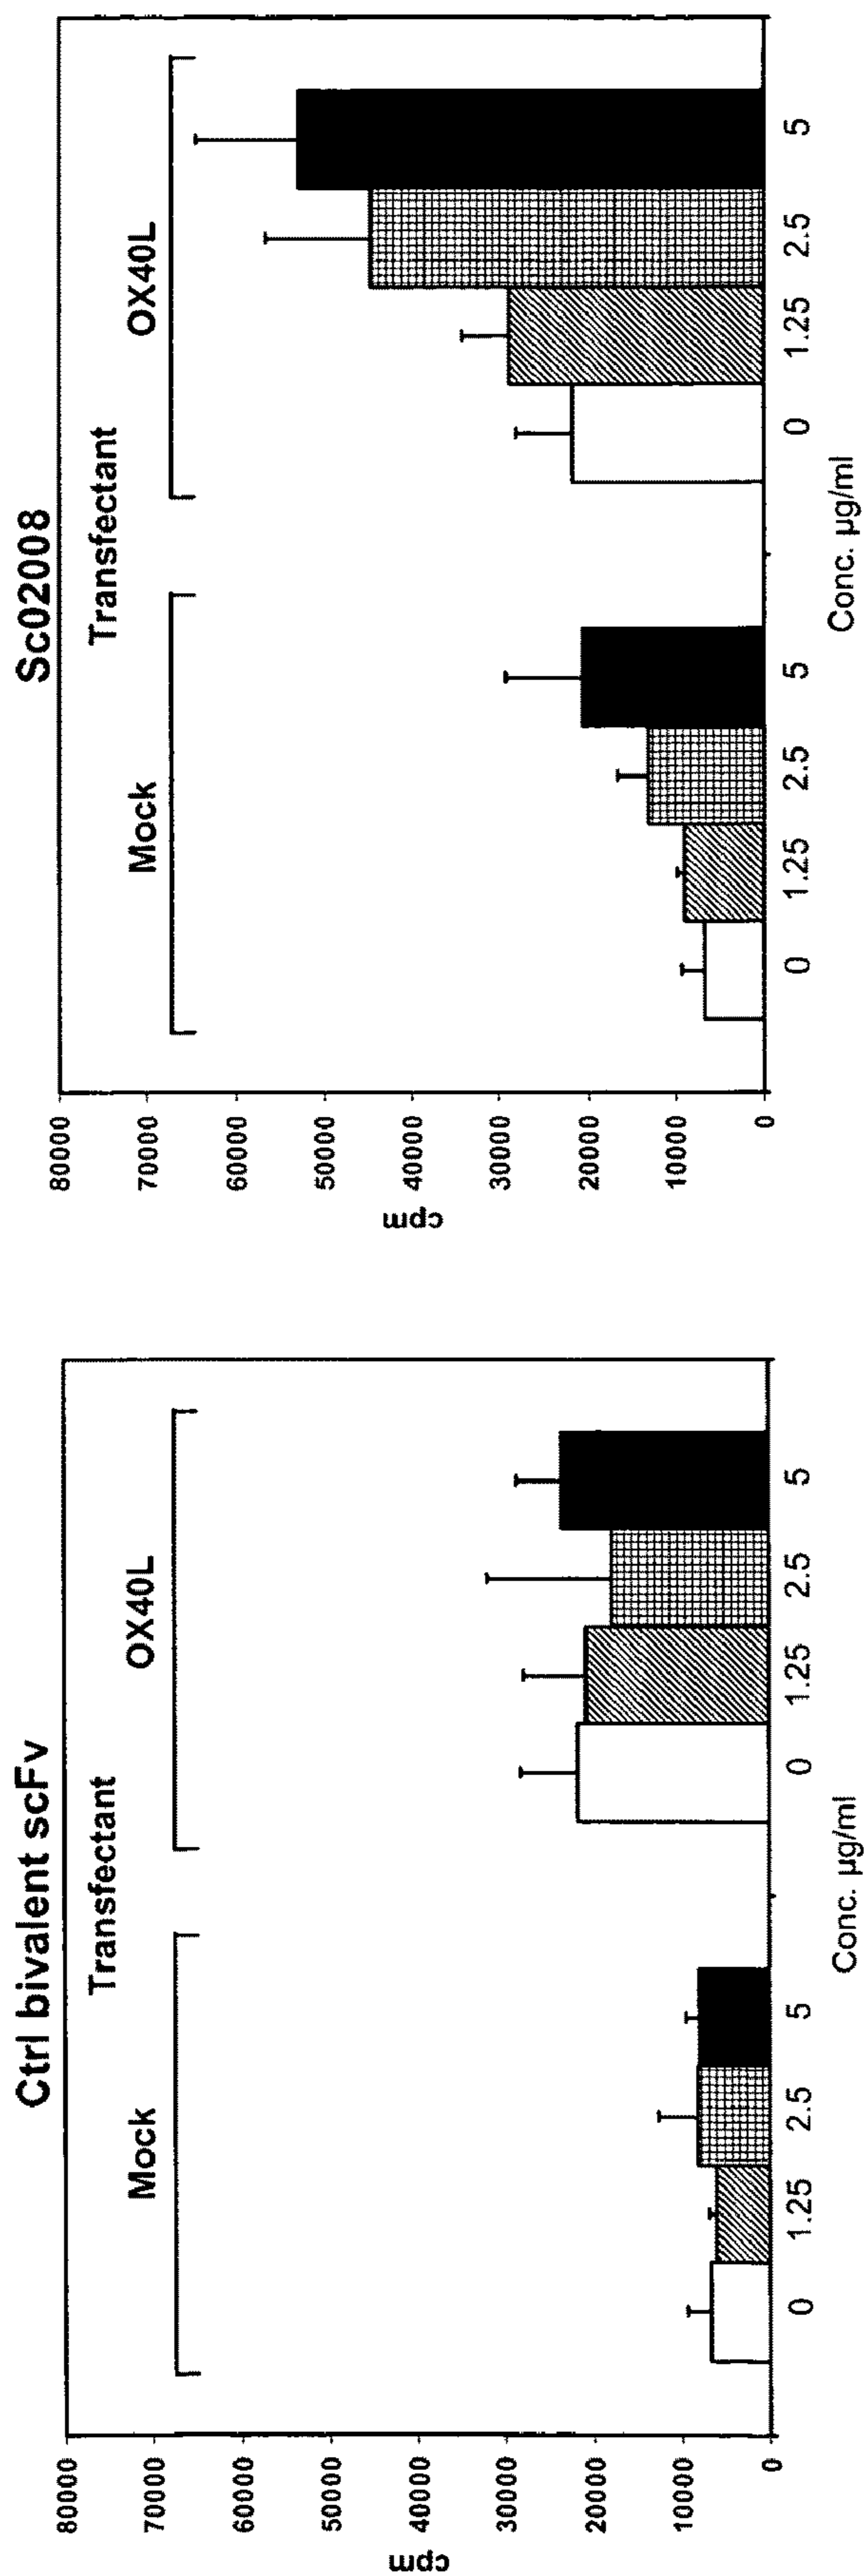 Ctrl bivalent scFv
Transfectant
Mock OX40L
80000
70000
60000
50000
40000
30000
20000
10000
0
cpm
0 1.25 2.5 5 0 1.25 2.5 5
Conc. µg/ml
Sc02008
Transfectant
Mock OX40L
80000
70000
60000
50000
40000
30000
20000
10000
0
cpm
0 1.25 2.5 5 0 1.25 2.5 5
Conc. µg/ml